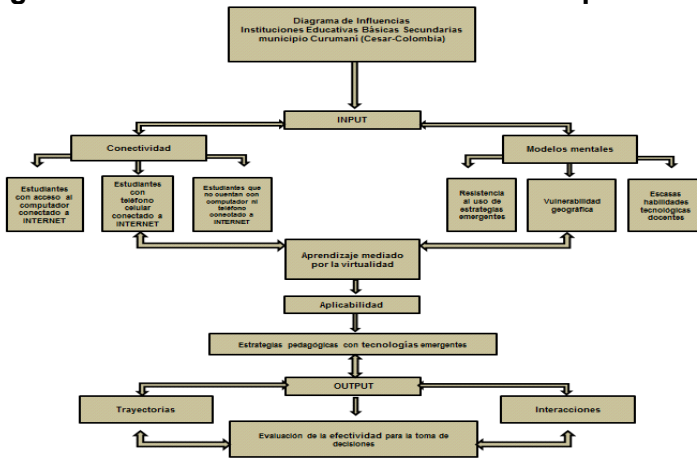 Diagrama de Influencias
Instituciones Educativas Básicas Secundarias
municipio Curumaní (Cesar-Colombia)
INPUT
Conectividad
Modelos mentales
Estudiantes
con acceso al
computador
conectado a
INTERNET
Estudiantes
con
teléfono
celular
conectado a
INTERNET
Estudiantes que
no cuentan con
computador ni
teléfono
conectado a
INTERNET
Resistencia
al uso de
estrategias
emergentes
Vulnerabilidad
geográfica
Escasas
habilidades
tecnológicas
docentes
Aprendizaje mediado
por la virtualidad
Aplicabilidad
Estrategias pedagógicas con tecnologías emergentes
OUTPUT
Trayectorias
Interacciones
Evaluación de la efectividad para la toma de
decisiones